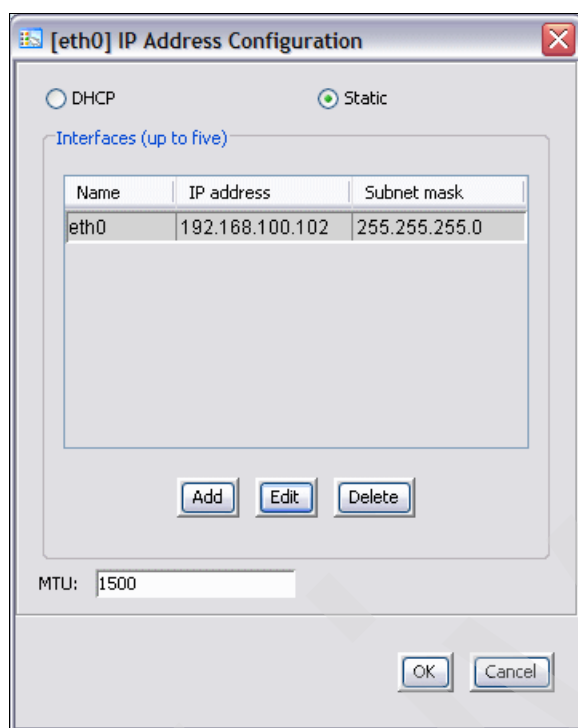 [eth0] IP Address Configuration
DHCP Static
Interfaces (up to five)
Name IP address Subnet mask
eth0 192.168.100.102 255.255.255.0
Add Edit Delete
MTU: 1500
OK Cancel